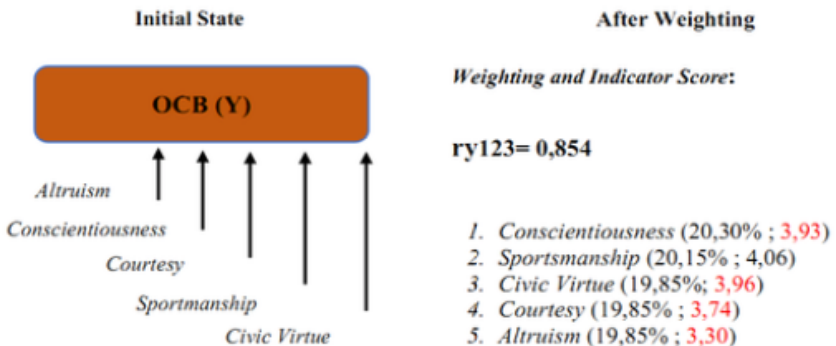 Initial State
OCB (Y)
Altruism
Conscientiousness
Courtesy
Sportmanship
Civic Virtue
After Weighting
Weighting and Indicator Score:
ry123= 0,854
1. Conscientiousness (20,30% ; 3,93)
2. Sportsmanship (20,15% ; 4,06)
3. Civic Virtue (19,85%; 3,96)
4. Courtesy (19,85% ; 3,74)
5. Altruism (19,85% ; 3,30)